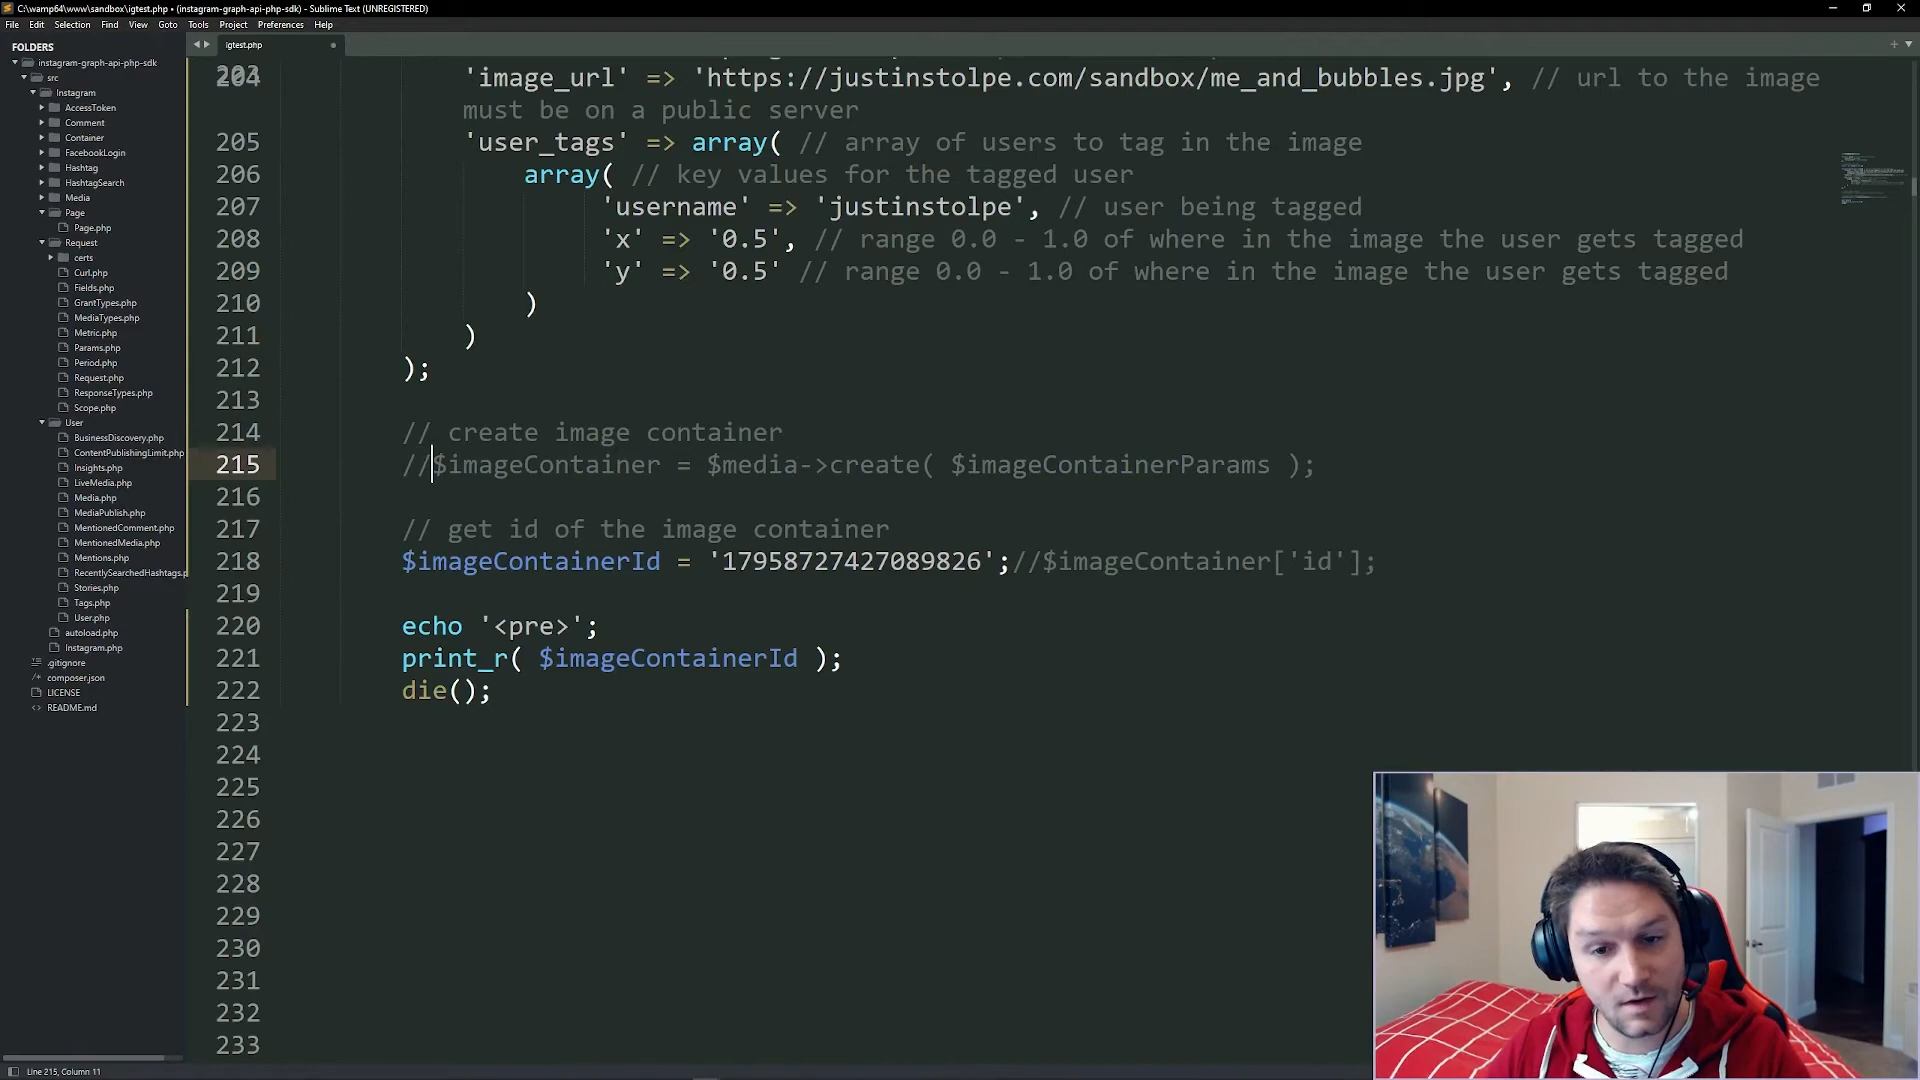 C:\wamp64\www\sandbox\igtest.php • (instagram-graph-api-php-sdk) - Sublime Text (UNREGISTERED)
File Edit Selection Find View Goto Tools Project Preferences Help
FOLDERS
instagram-graph-api-php-sdk
src
Instagram
AccessToken
Comment
Container
FacebookLogin
Hashtag
HashtagSearch
Media
Page
Page.php
Request
certs
Curl.php
Fields.php
GrantTypes.php
MediaTypes.php
Metric.php
Params.php
Period.php
Request.php
ResponseTypes.php
Scope.php
User
BusinessDiscovery.php
ContentPublishingLimit.php
Insights.php
LiveMedia.php
Media.php
MediaPublish.php
MentionedComment.php
MentionedMedia.php
Mentions.php
RecentlySearchedHashtags.p
Stories.php
Tags.php
User.php
autoload.php
Instagram.php
.gitignore
composer.json
LICENSE
README.md
igtest.php
204 'image_url' => 'https://justinstolpe.com/sandbox/me_and_bubbles.jpg', // url to the image
must be on a public server
205 'user_tags' => array( // array of users to tag in the image
206 array( // key values for the tagged user
207 'username' => 'justinstolpe', // user being tagged
208 'x' => '0.5', // range 0.0 - 1.0 of where in the image the user gets tagged
209 'y' => '0.5' // range 0.0 - 1.0 of where in the image the user gets tagged
210 )
211 )
212 );
213
214 // create image container
215 //$imageContainer = $media->create( $imageContainerParams );
216
217 // get id of the image container
218 $imageContainerId = '17958727427089826';//$imageContainer['id'];
219
220 echo '<pre>';
221 print_r( $imageContainerId );
222 die();
223
224
225
226
227
228
229
230
231
232
233
Line 215, Column 11